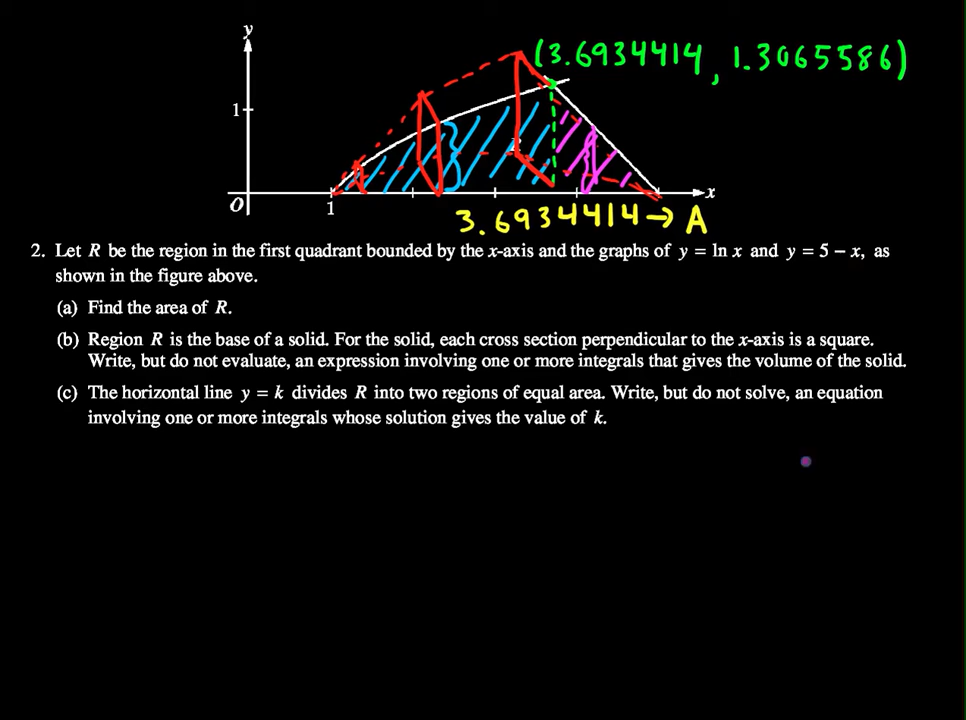 y
(3.6934414, 1.3065586)
1
R
O
1
x
3.6934414→A
2. Let R be the region in the first quadrant bounded by the x-axis and the graphs of y = ln x and y = 5 − x, as
shown in the figure above.
(a) Find the area of R.
(b) Region R is the base of a solid. For the solid, each cross section perpendicular to the x-axis is a square.
Write, but do not evaluate, an expression involving one or more integrals that gives the volume of the solid.
(c) The horizontal line y = k divides R into two regions of equal area. Write, but do not solve, an equation
involving one or more integrals whose solution gives the value of k.